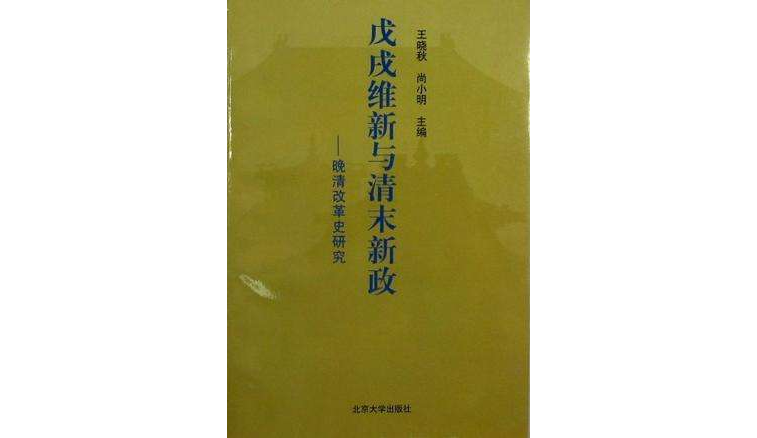 王晓秋 尚小明 主编
戊戌维新与清末新政
——晚清改革史研究
北京大学出版社